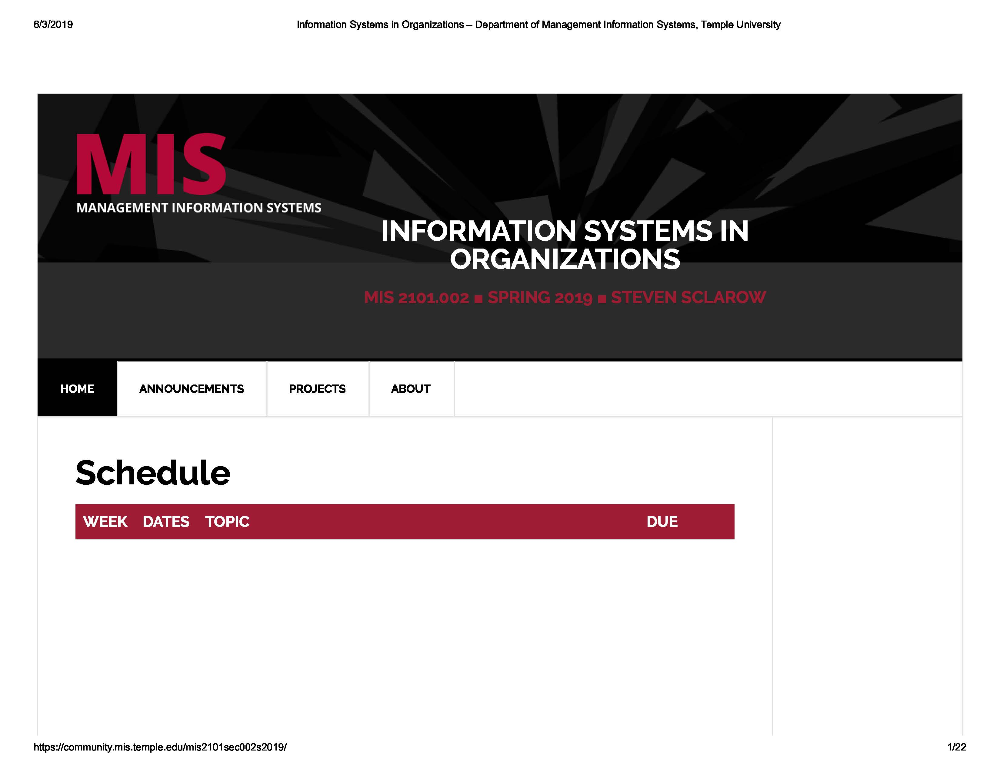 6/3/2019 Information Systems in Organizations – Department of Management Information Systems, Temple University
MIS
MANAGEMENT INFORMATION SYSTEMS
INFORMATION SYSTEMS IN
ORGANIZATIONS
MIS 2101.002 ■ SPRING 2019 ■ STEVEN SCLAROW
HOME ANNOUNCEMENTS PROJECTS ABOUT
Schedule
WEEK DATES TOPIC DUE
https://community.mis.temple.edu/mis2101sec002s2019/ 1/22